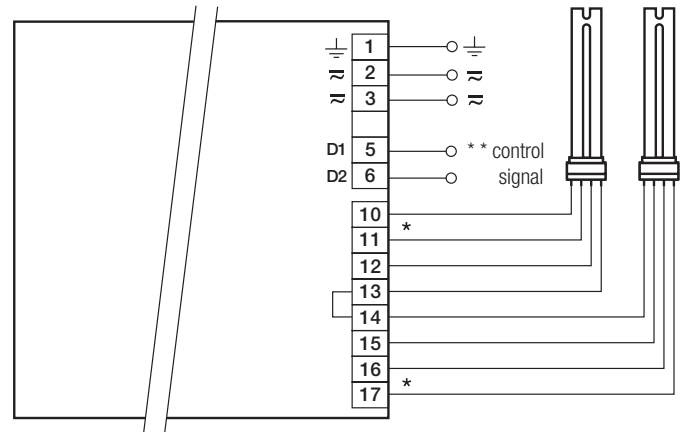 ⏚ 1 ⏚
≂ 2 ≂
≂ 3 ≂
D1 5 * * control
D2 6 signal
10
*
11
12
13
14
15
16
*
17